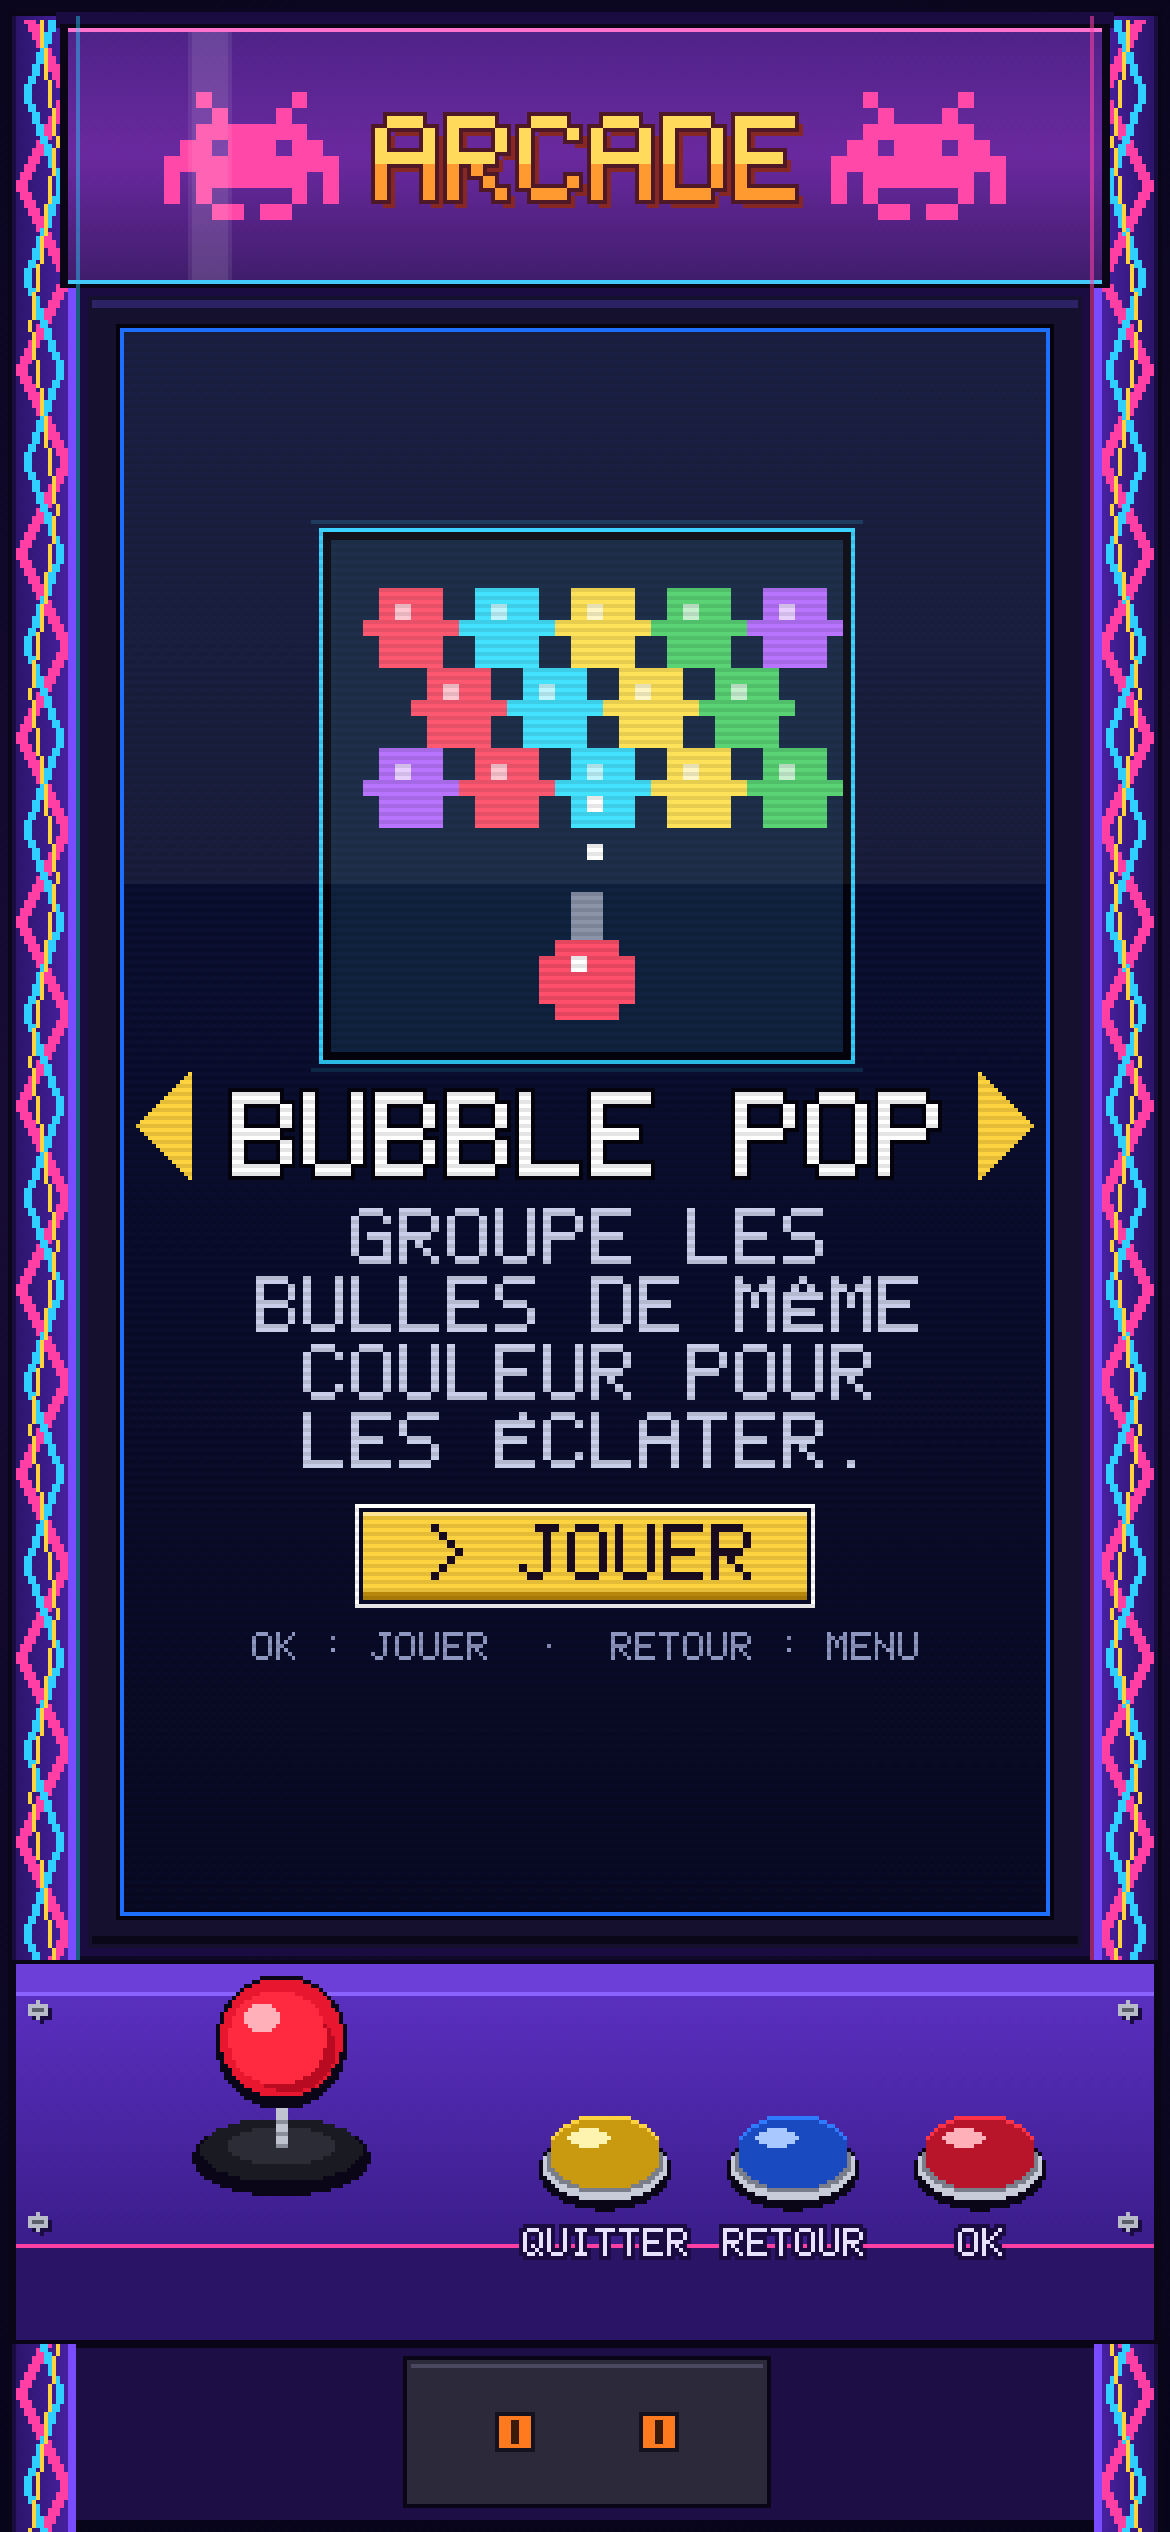 ARCADE
BUBBLE POP
GROUPE LES
BULLES DE MêME
COULEUR POUR
LES ÉCLATER.
> JOUER
OK : JOUER · RETOUR : MENU
QUITTER RETOUR OK